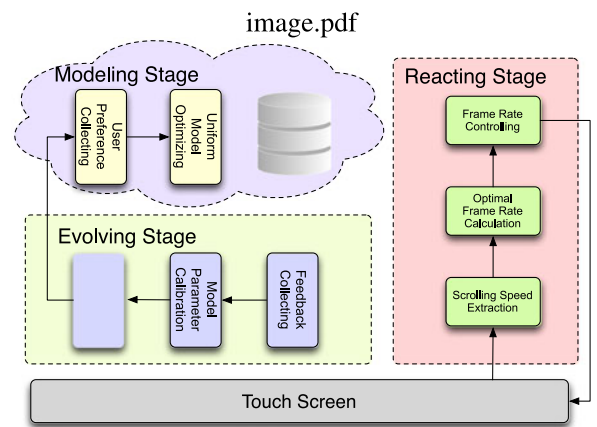 image.pdf
Modeling Stage
User
Preference
Collecting
Uniform
Model
Optimizing
Reacting Stage
Frame Rate
Controlling
Optimal
Frame Rate
Calculation
Scrolling Speed
Extraction
Evolving Stage
Model
Parameter
Calibration
Feedback
Collecting
Touch Screen